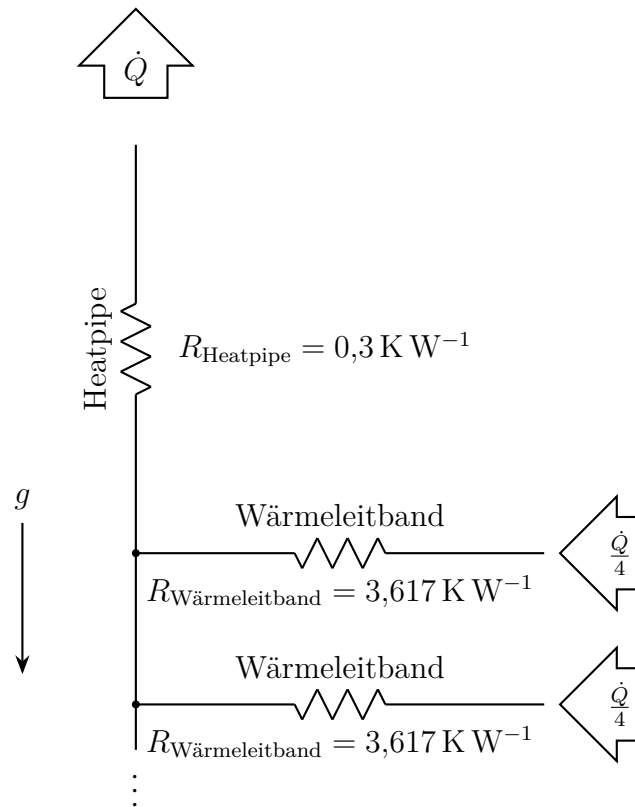 Q̇
Heatpipe
R_Heatpipe = 0,3 K W⁻¹
g
Wärmeleitband
Q̇/4
R_Wärmeleitband = 3,617 K W⁻¹
Wärmeleitband
Q̇/4
R_Wärmeleitband = 3,617 K W⁻¹